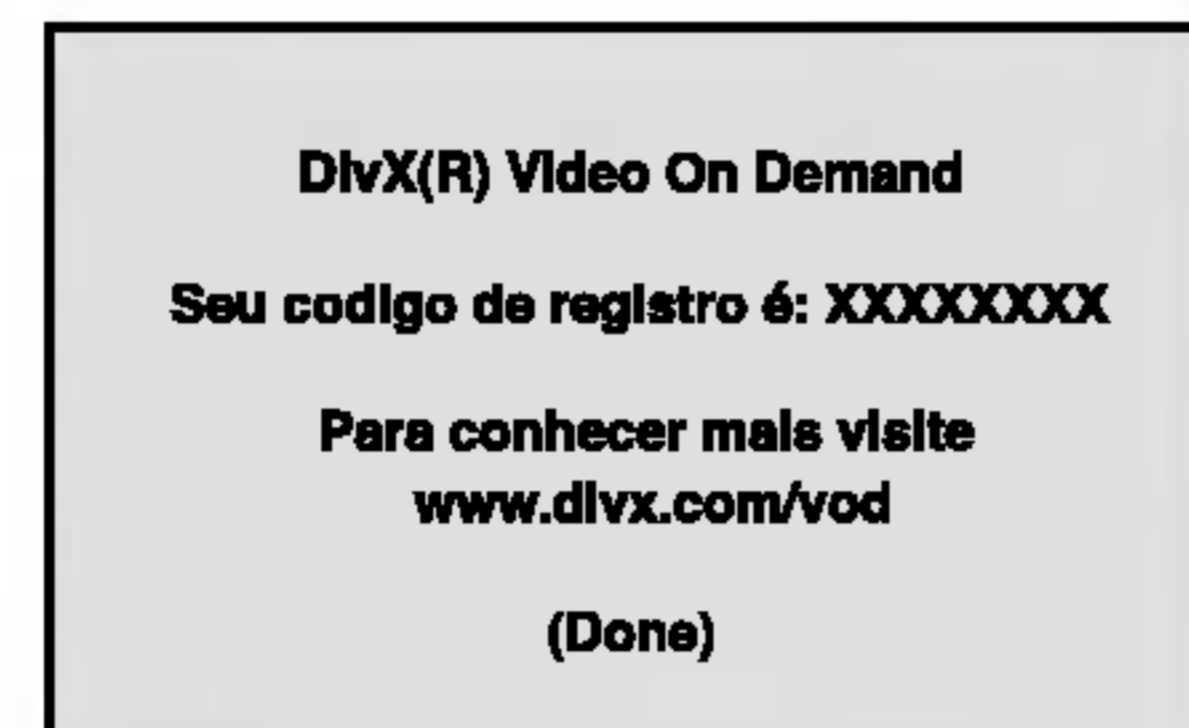 DivX(R) Video On Demand
Seu codigo de registro é: XXXXXXXX
Para conhecer mais visite
www.divx.com/vod
(Done)